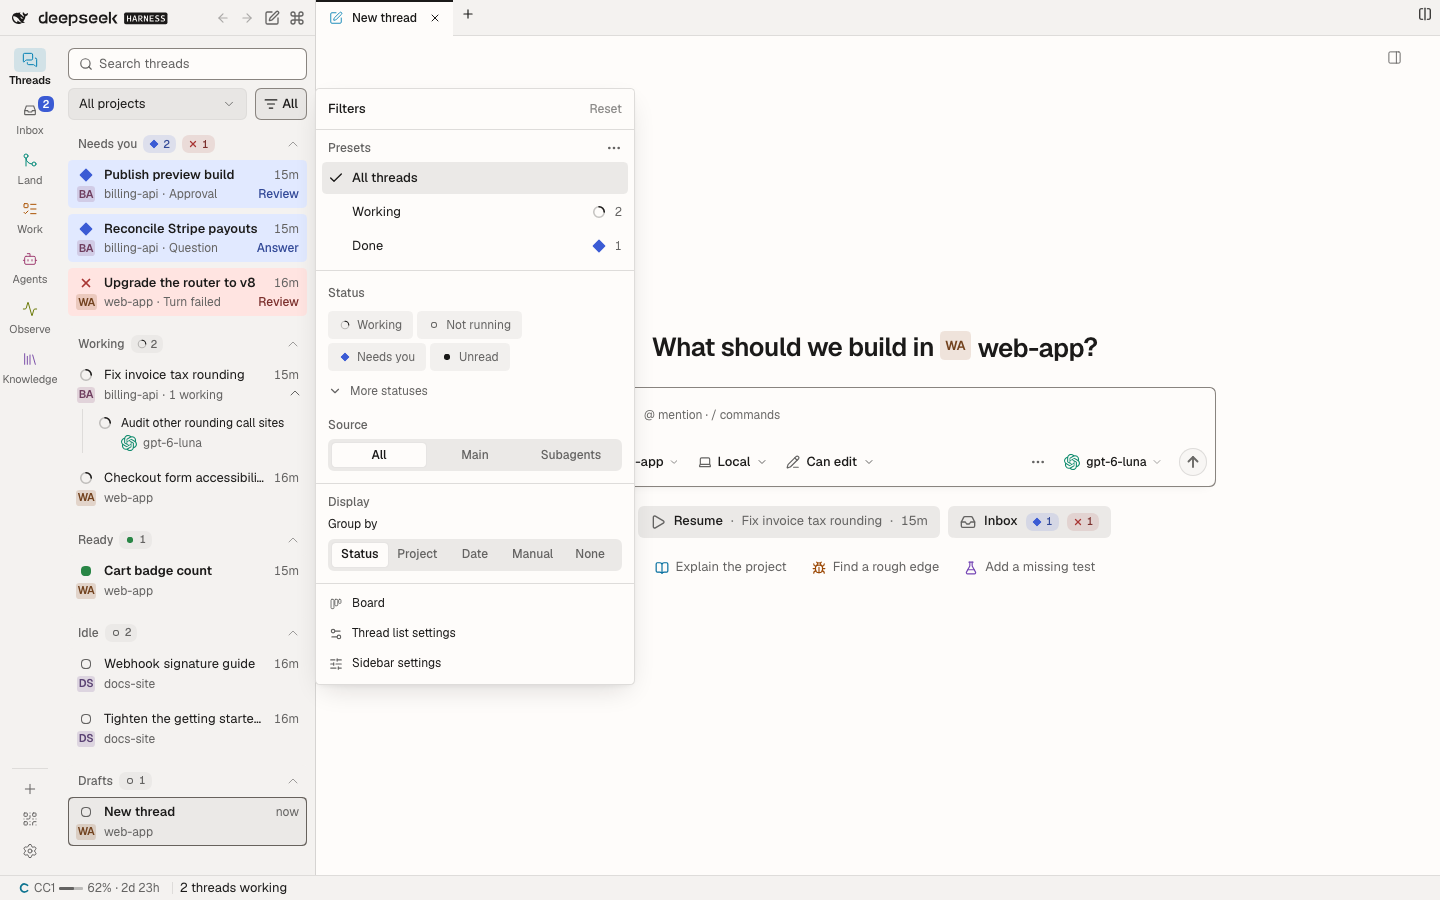 deepseek HARNESS
New thread
Threads
2
Inbox
Land
Work
Agents
Observe
Knowledge
Search threads
All projects
All
Needs you 2 1
Publish preview build 15m
BA billing-api · Approval Review
Reconcile Stripe payouts 15m
BA billing-api · Question Answer
Upgrade the router to v8 16m
WA web-app · Turn failed Review
Working 2
Fix invoice tax rounding 15m
BA billing-api · 1 working
Audit other rounding call sites
gpt-6-luna
Checkout form accessibili... 16m
WA web-app
Ready 1
Cart badge count 15m
WA web-app
Idle 2
Webhook signature guide 16m
DS docs-site
Tighten the getting starte... 16m
DS docs-site
Drafts 1
New thread now
WA web-app
Filters Reset
Presets
All threads
Working 2
Done 1
Status
Working Not running
Needs you Unread
More statuses
Source
All Main Subagents
Display
Group by
Status Project Date Manual None
Board
Thread list settings
Sidebar settings
What should we build in WA web-app?
@ mention · / commands
-app Local Can edit gpt-6-luna
Resume · Fix invoice tax rounding · 15m Inbox 1 1
Explain the project Find a rough edge Add a missing test
C CC1 62% · 2d 23h 2 threads working